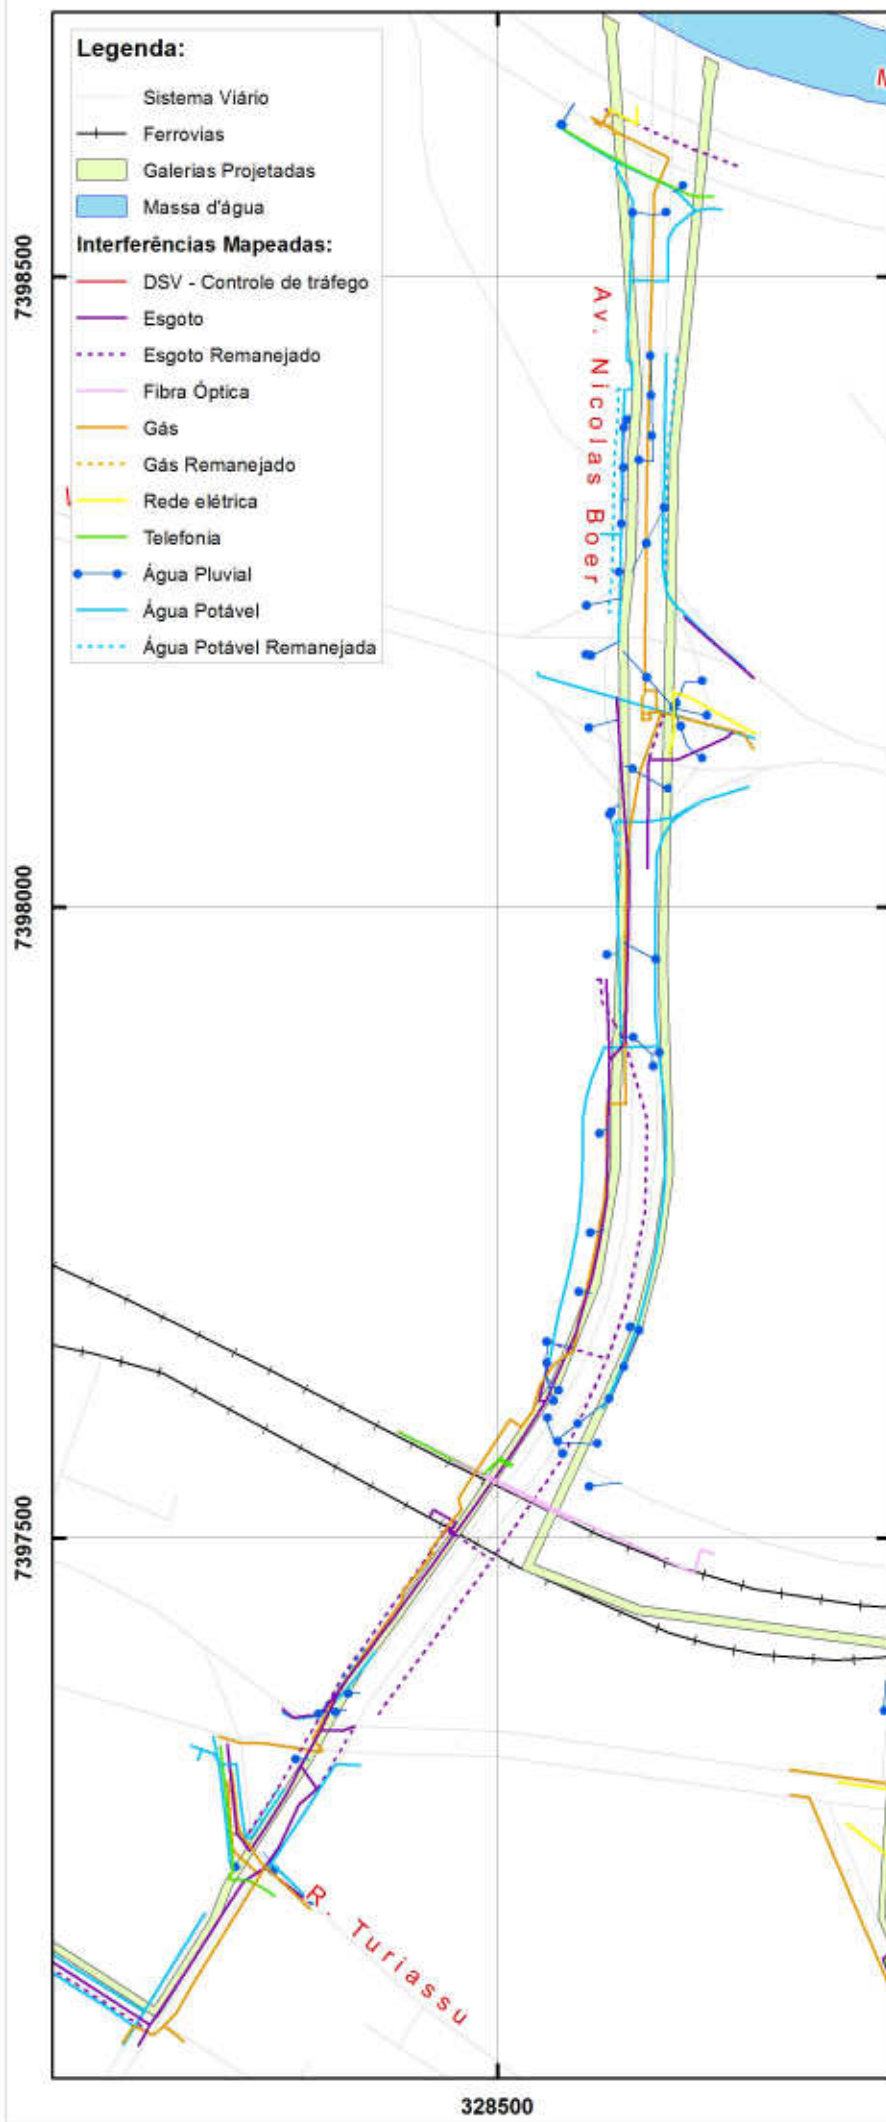 Legenda:
Sistema Viário
Ferrovias
Galerias Projetadas
Massa d'água
Interferências Mapeadas:
DSV - Controle de tráfego
Esgoto
Esgoto Remanejado
Fibra Óptica
Gás
Gás Remanejado
Rede elétrica
Telefonia
Água Pluvial
Água Potável
Água Potável Remanejada
7398500
Av. Nicolas Boer
7398000
7397500
R. Turiassú
328500